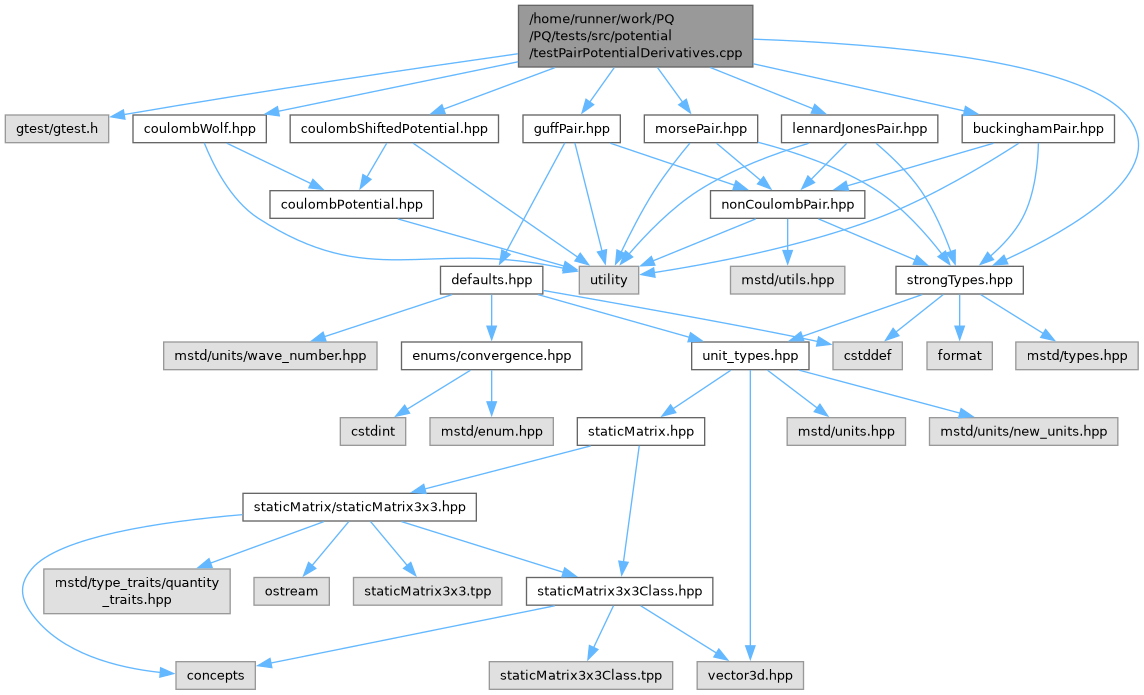 /home/runner/work/PQ
/PQ/tests/src/potential
/testPairPotentialDerivatives.cpp
gtest/gtest.h
coulombWolf.hpp
coulombShiftedPotential.hpp
guffPair.hpp
morsePair.hpp
lennardJonesPair.hpp
buckinghamPair.hpp
coulombPotential.hpp
nonCoulombPair.hpp
defaults.hpp
utility
mstd/utils.hpp
strongTypes.hpp
mstd/units/wave_number.hpp
enums/convergence.hpp
unit_types.hpp
cstddef
format
mstd/types.hpp
cstdint
mstd/enum.hpp
staticMatrix.hpp
mstd/units.hpp
mstd/units/new_units.hpp
staticMatrix/staticMatrix3x3.hpp
mstd/type_traits/quantity
_traits.hpp
ostream
staticMatrix3x3.tpp
staticMatrix3x3Class.hpp
concepts
staticMatrix3x3Class.tpp
vector3d.hpp